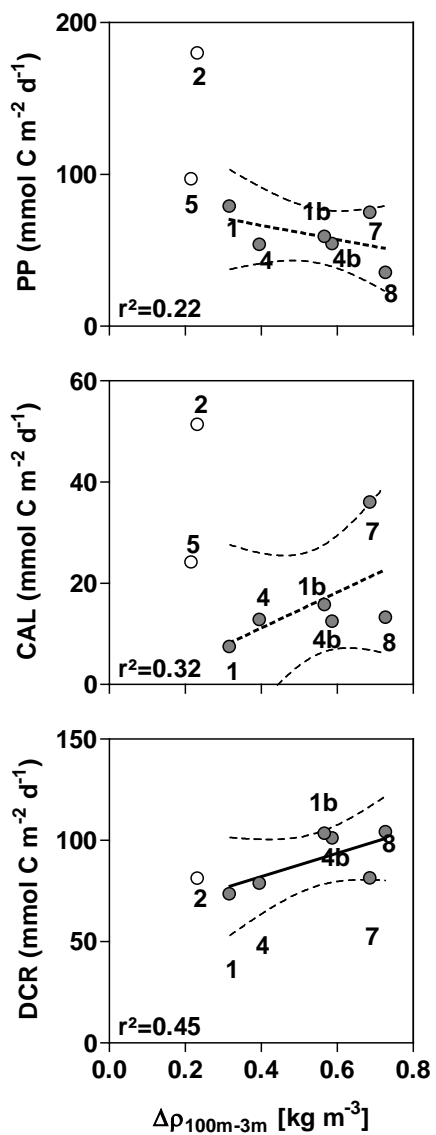 200
2
5
1b
7
1
4
4b
8
100
0
PP (mmol C m⁻² d⁻¹)
r²=0.22
60
2
5
40
7
1b
4
20
1
4b
8
0
CAL (mmol C m⁻² d⁻¹)
r²=0.32
150
1b
100
2
4b
8
4
7
1
50
0
DCR (mmol C m⁻² d⁻¹)
r²=0.45
0.0 0.2 0.4 0.6 0.8
Δρ100m-3m [kg m⁻³]